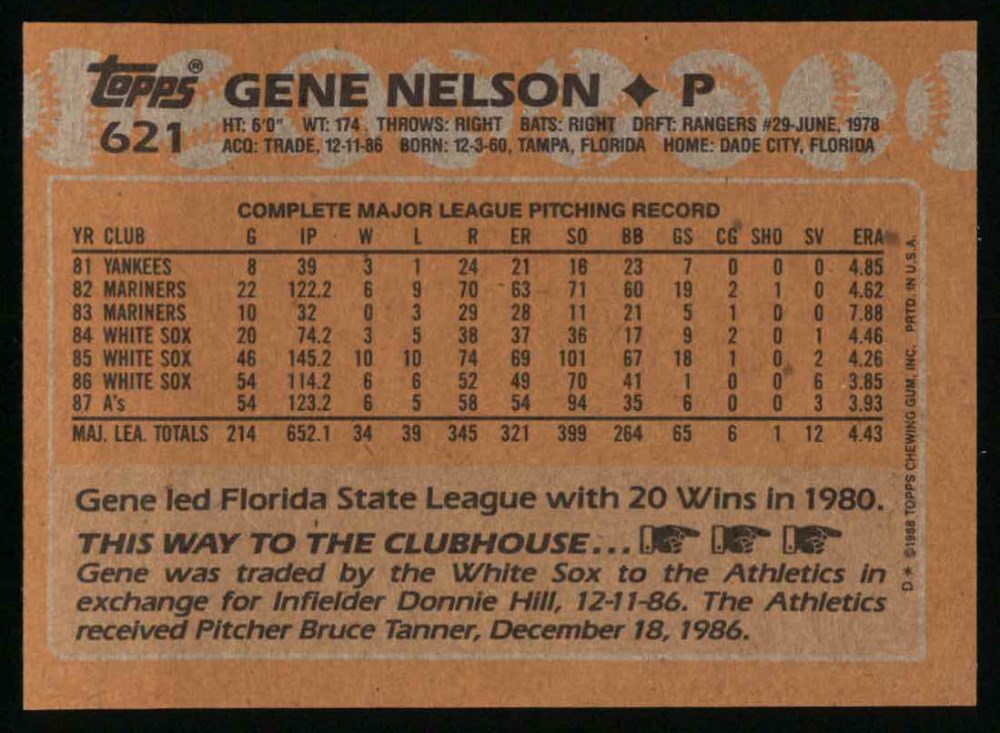 topps® GENE NELSON ♦ P
621 HT: 6'0" WT: 174 THROWS: RIGHT BATS: RIGHT DRFT: RANGERS #29-JUNE, 1978
ACQ: TRADE, 12-11-86 BORN: 12-3-60, TAMPA, FLORIDA HOME: DADE CITY, FLORIDA
COMPLETE MAJOR LEAGUE PITCHING RECORD
YR CLUB G IP W L R ER SO BB GS CG SHO SV ERA
81 YANKEES 8 39 3 1 24 21 16 23 7 0 0 0 4.85
82 MARINERS 22 122.2 6 9 70 63 71 60 19 2 1 0 4.62
83 MARINERS 10 32 0 3 29 28 11 21 5 1 0 0 7.88
84 WHITE SOX 20 74.2 3 5 38 37 36 17 9 2 0 1 4.46
85 WHITE SOX 46 145.2 10 10 74 69 101 67 18 1 0 2 4.26
86 WHITE SOX 54 114.2 6 6 52 49 70 41 1 0 0 6 3.85
87 A's 54 123.2 6 5 58 54 94 35 6 0 0 3 3.93
MAJ. LEA. TOTALS 214 652.1 34 39 345 321 399 264 65 6 1 12 4.43
Gene led Florida State League with 20 Wins in 1980.
THIS WAY TO THE CLUBHOUSE...
Gene was traded by the White Sox to the Athletics in
exchange for Infielder Donnie Hill, 12-11-86. The Athletics
received Pitcher Bruce Tanner, December 18, 1986.
D* ©1988 TOPPS CHEWING GUM, INC. PRTD. IN U.S.A.